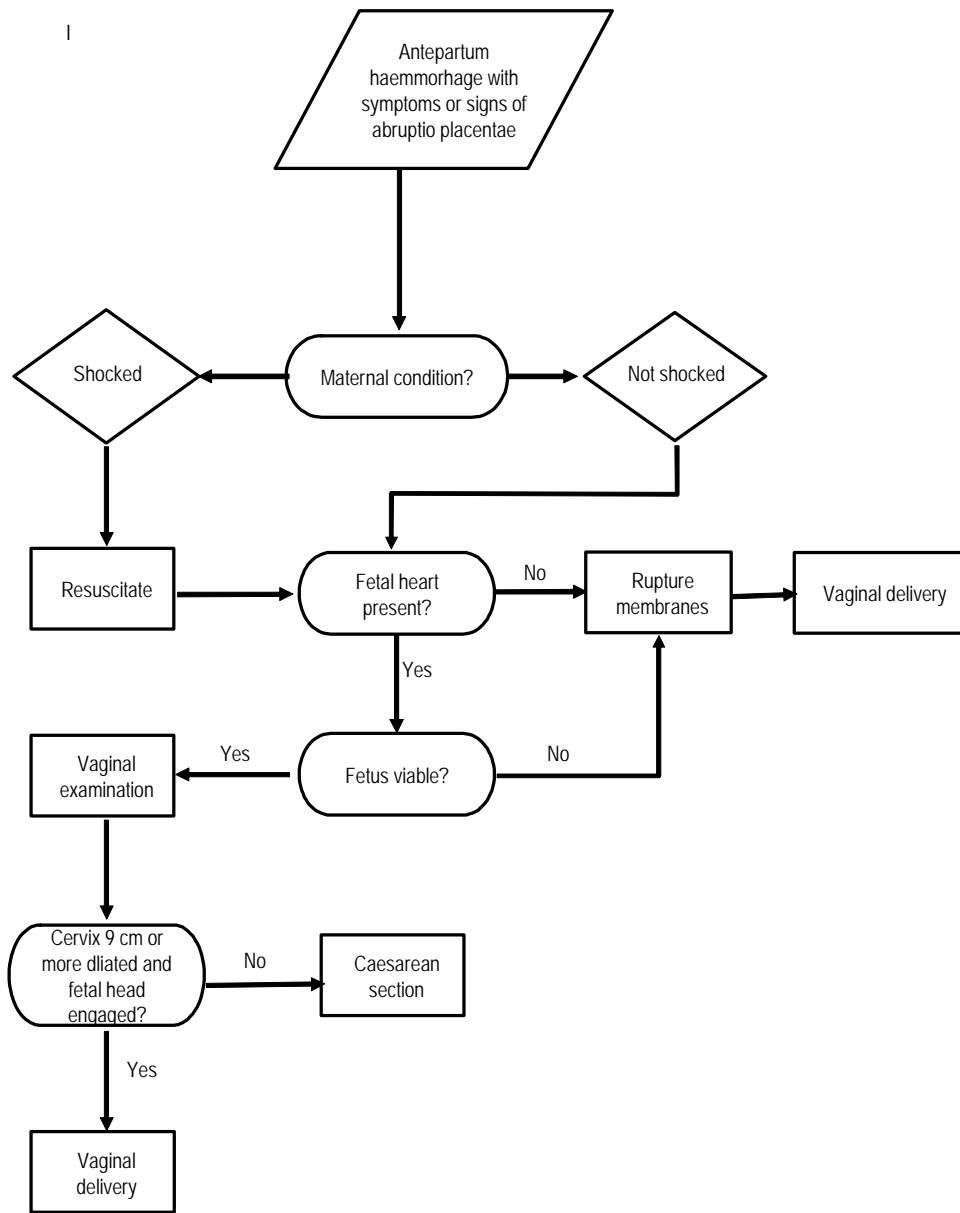 I
Antepartum
haemmorhage with
symptoms or signs of
abruptio placentae
Shocked
Maternal condition?
Not shocked
Resuscitate
Fetal heart
present?
No
Rupture
membranes
Vaginal delivery
Yes
Vaginal
examination
Yes
Fetus viable?
No
Cervix 9 cm or
more dliated and
fetal head
engaged?
No
Caesarean
section
Yes
Vaginal
delivery